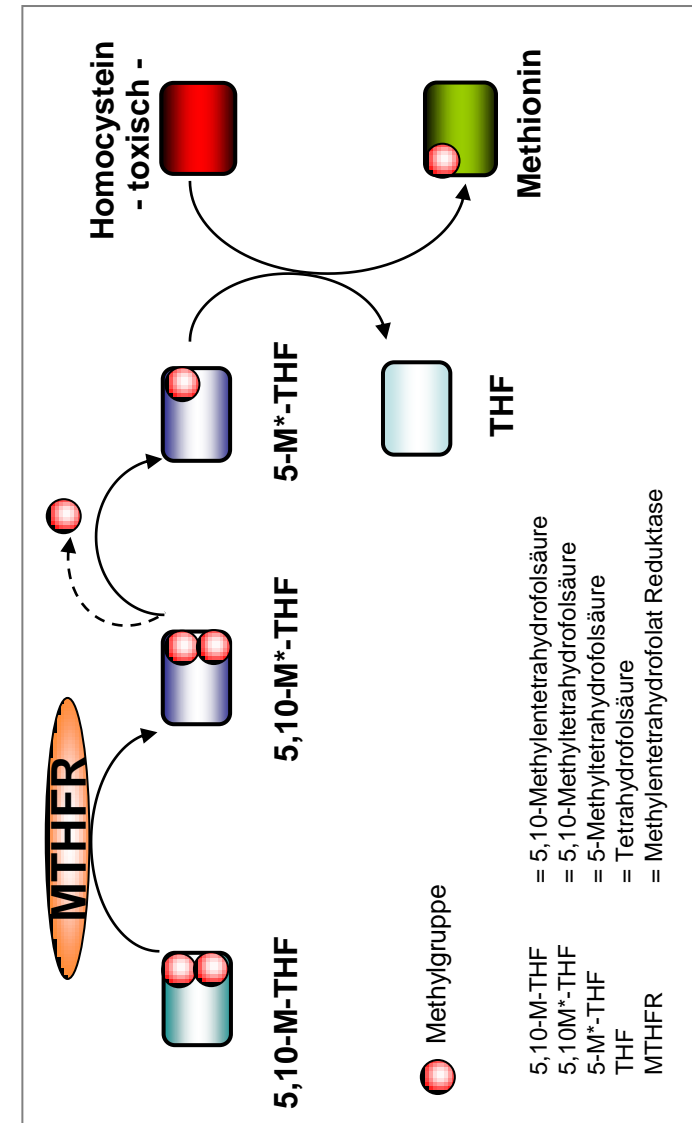 MTHFR
Homocystein
- toxisch -
5,10-M-THF
5,10-M*-THF
5-M*-THF
THF
Methionin
Methylgruppe
5,10-M-THF = 5,10-Methylentetrahydrofolsäure
5,10M*-THF = 5,10-Methyltetrahydrofolsäure
5-M*-THF = 5-Methyltetrahydrofolsäure
THF = Tetrahydrofolsäure
MTHFR = Methylentetrahydrofolat Reduktase